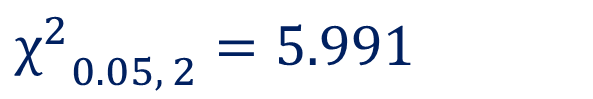 χ²₀.₀₅, ₂ = 5.991